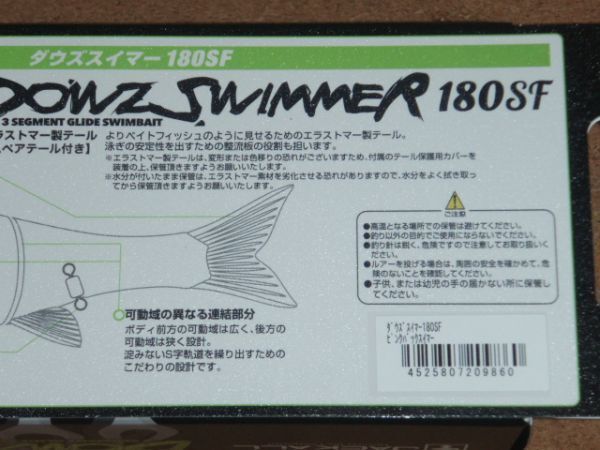 ダウズスイマー180SF
DOWZ SWIMMER 180SF
3 SEGMENT GLIDE SWIMBAIT
ラストマー製テール
ペアテール付き】
よりベイトフィッシュのように見せるためのエラストマー製テール。
泳ぎの安定性を出すための整流板の役割も担います。
※エラストマー製テールは、変形または色移りの恐れがございますため、付属のテール保護用カバーを
装着の上、保管頂きますようお願いいたします。
※水分が付いたまま保管は、エラストマー素材を劣化させる恐れがありますので、水分をよく拭き取っ
てから保管頂きますようお願いいたします。
ご注意
●高温となる場所での保管は避けてください。
●釣り以外の目的でご使用にならないでください。
●釣り針は鋭く、危険ですので注意してお取り扱いく
ださい。
●ルアーを投げる場合は、周囲の安全を確かめて、危
険のないことを確認してください。
●子供、または幼児の手の届かない所に保管し
てください。
可動域の異なる連結部分
ボディ前方の可動域は広く、後方の
可動域は狭く設計。
淀みないS字軌道を繰り出すための
こだわりの設計です。
ﾀﾞｳｽﾞｽｲﾏｰ180SF
ﾋﾟﾝｸﾊﾞｯｸｽｲﾏｰ
4525807209860
JACKALL